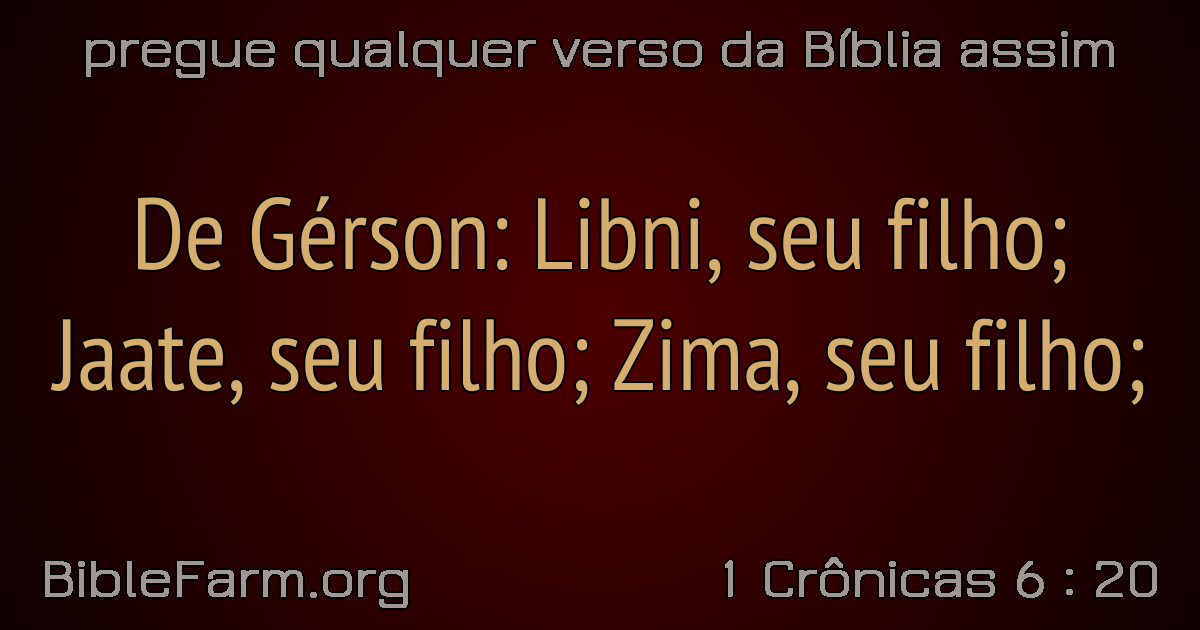 pregue qualquer verso da Bíblia assim
De Gérson: Libni, seu filho;
Jaate, seu filho; Zima, seu filho;
BibleFarm.org
1 Crônicas 6 : 20